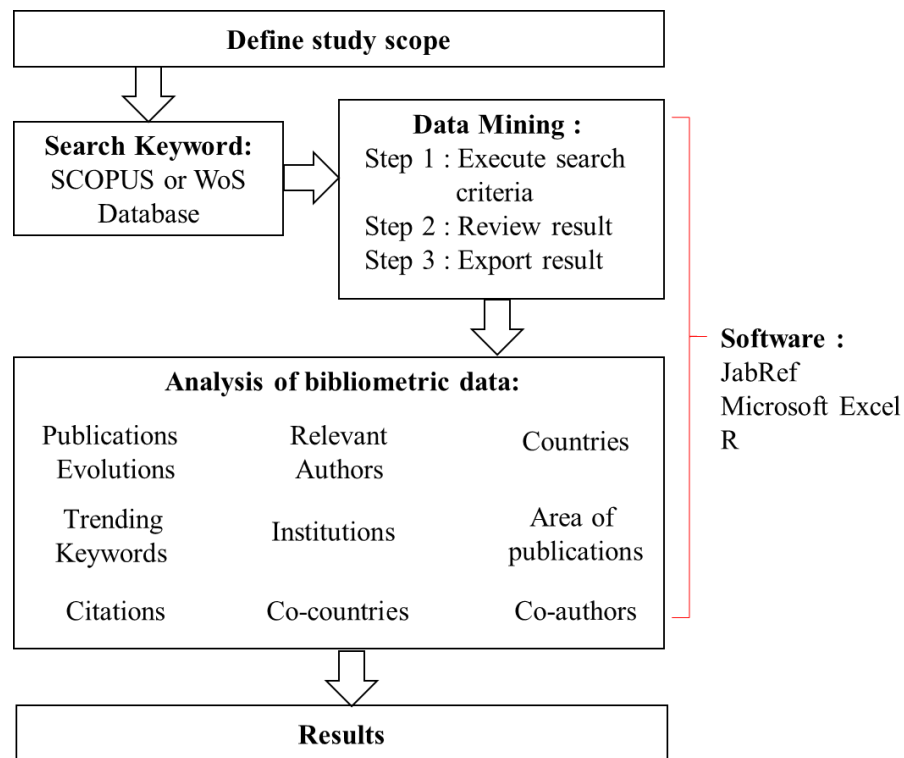 Define study scope
Search Keyword:
SCOPUS or WoS
Database
Data Mining :
Step 1 : Execute search
criteria
Step 2 : Review result
Step 3 : Export result
Analysis of bibliometric data:
Publications
Evolutions
Relevant
Authors
Countries
Trending
Keywords
Institutions
Area of
publications
Citations
Co-countries
Co-authors
Software :
JabRef
Microsoft Excel
R
Results